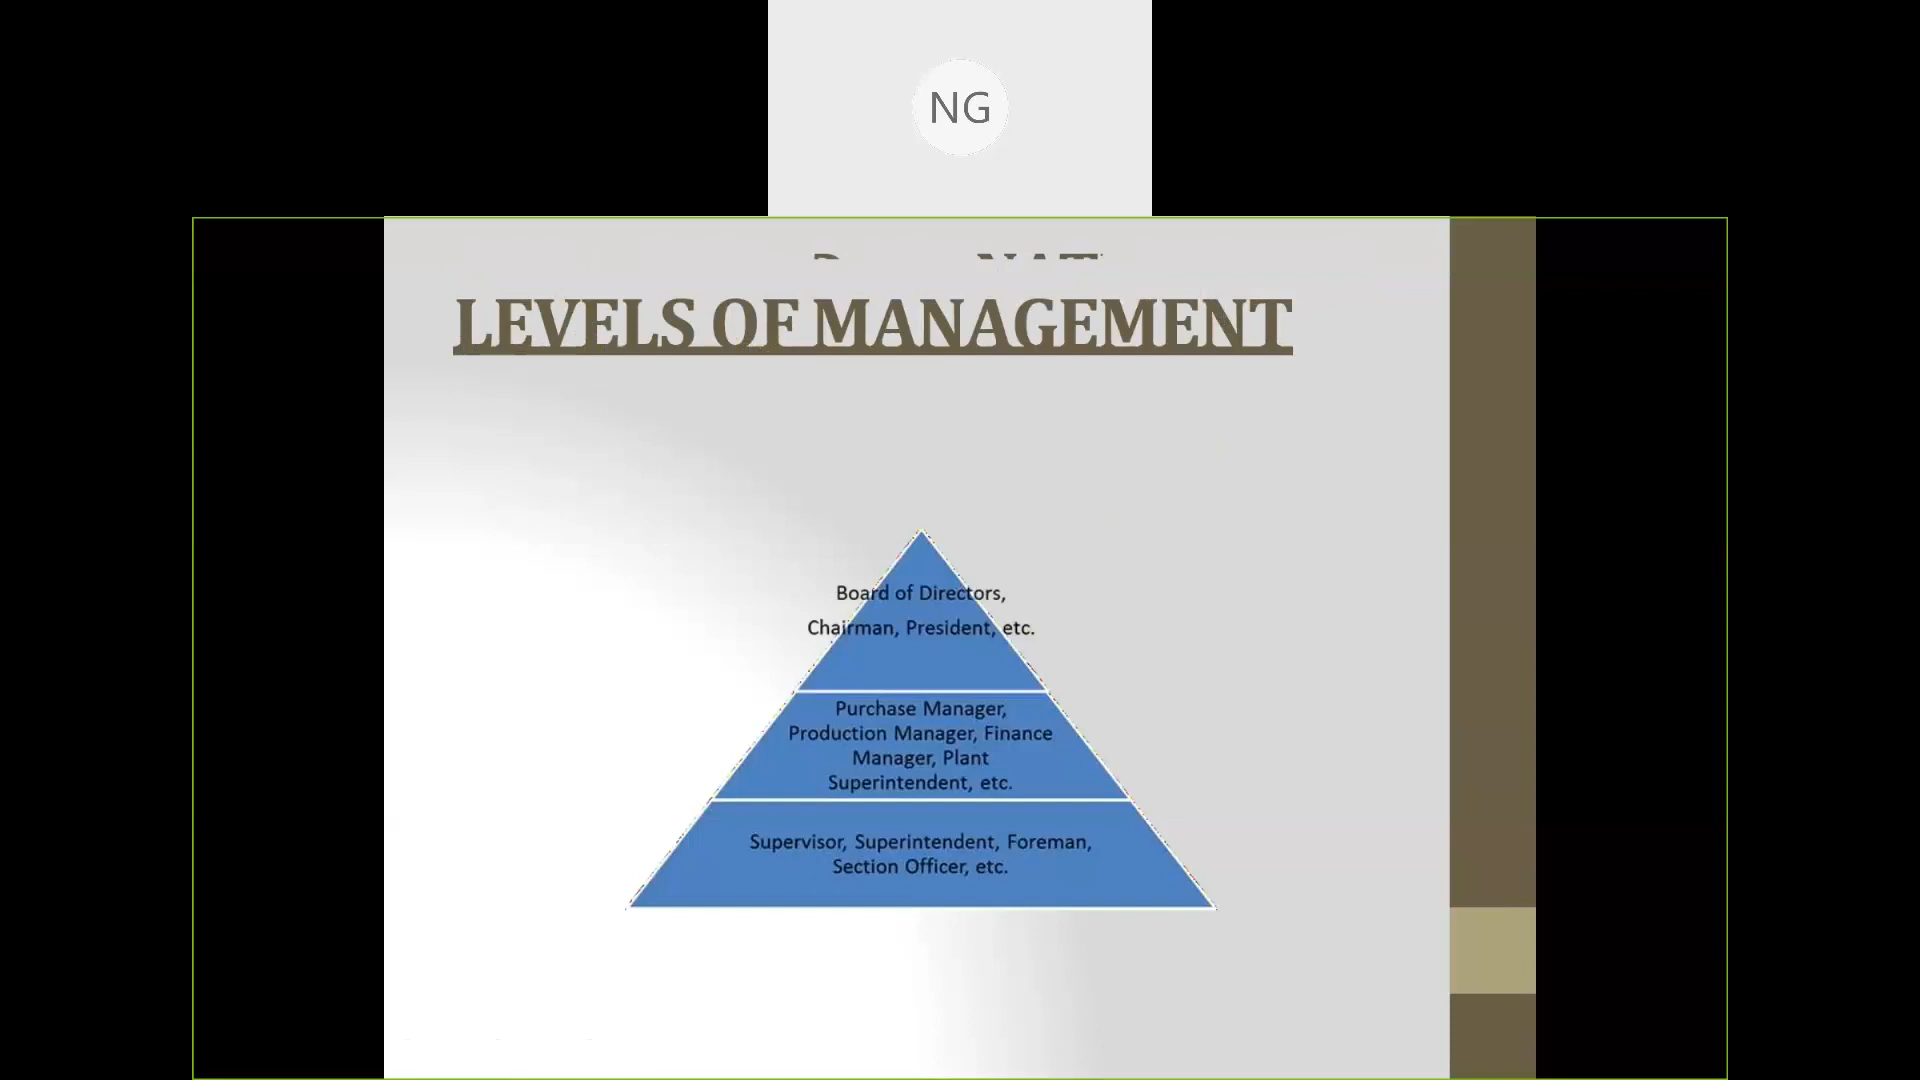 NG
LEVELS OF MANAGEMENT
Board of Directors,
Chairman, President, etc.
Purchase Manager,
Production Manager, Finance
Manager, Plant
Superintendent, etc.
Supervisor, Superintendent, Foreman,
Section Officer, etc.